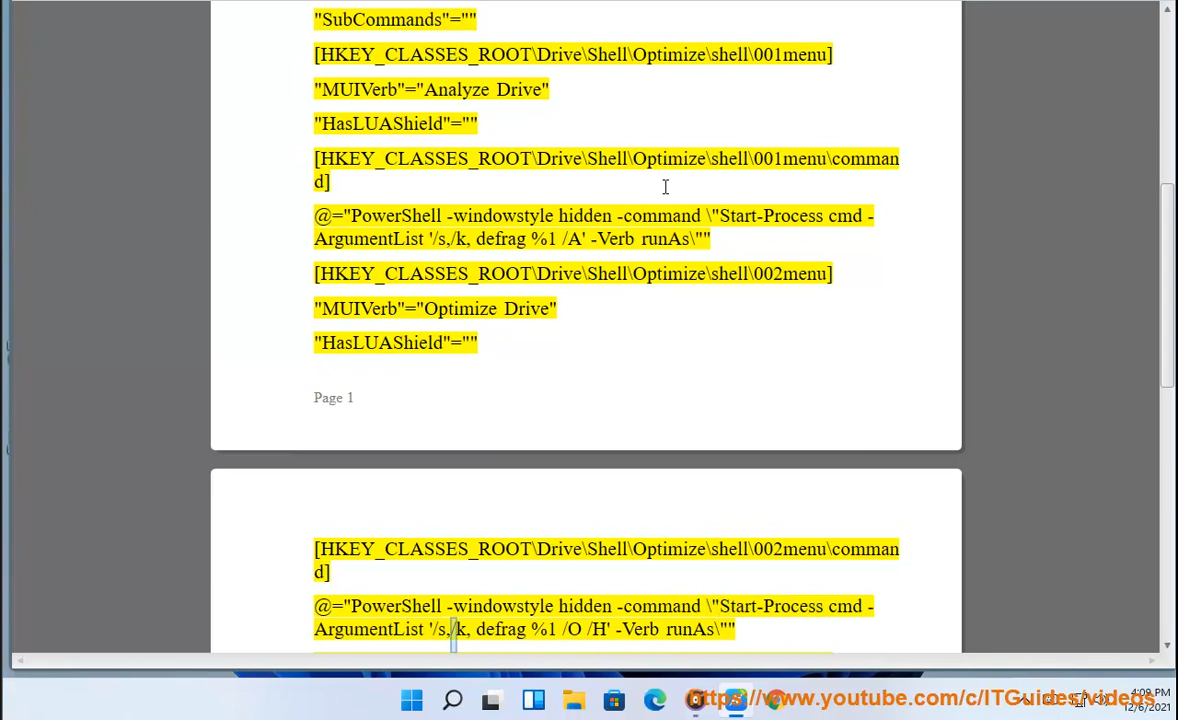 "SubCommands"=""
[HKEY_CLASSES_ROOT\Drive\Shell\Optimize\shell\001menu]
"MUIVerb"="Analyze Drive"
"HasLUAShield"=""
[HKEY_CLASSES_ROOT\Drive\Shell\Optimize\shell\001menu\comman
d]
@="PowerShell -windowstyle hidden -command \"Start-Process cmd -
ArgumentList '/s,/k, defrag %1 /A' -Verb runAs\""
[HKEY_CLASSES_ROOT\Drive\Shell\Optimize\shell\002menu]
"MUIVerb"="Optimize Drive"
"HasLUAShield"=""
Page 1
[HKEY_CLASSES_ROOT\Drive\Shell\Optimize\shell\002menu\comman
d]
@="PowerShell -windowstyle hidden -command \"Start-Process cmd -
ArgumentList '/s,/k, defrag %1 /O /H' -Verb runAs\""
https://www.youtube.com/c/ITGuides/videos
4:09 PM
12/6/2021